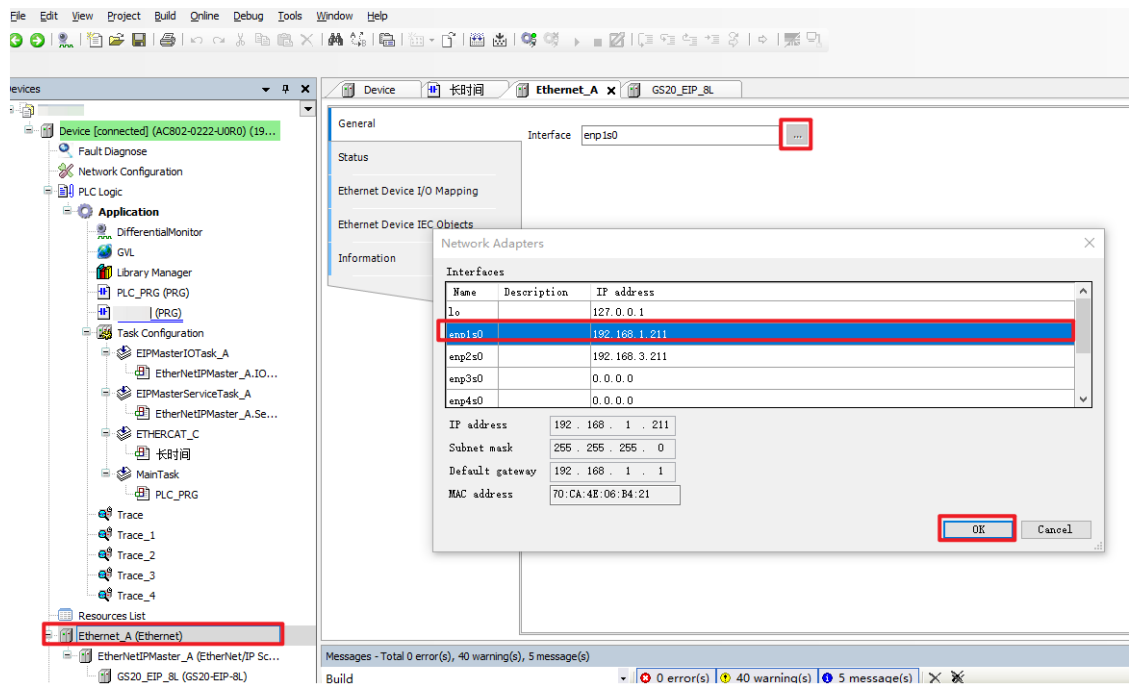 File Edit View Project Build Online Debug Tools Window Help
evices
Device [connected] (AC802-0222-U0R0) (19...
Fault Diagnose
Network Configuration
PLC Logic
Application
DifferentialMonitor
GVL
Library Manager
PLC_PRG (PRG)
(PRG)
Task Configuration
EIPMasterIOTask_A
EtherNetIPMaster_A.IO...
EIPMasterServiceTask_A
EtherNetIPMaster_A.Se...
ETHERCAT_C
长时间
MainTask
PLC_PRG
Trace
Trace_1
Trace_2
Trace_3
Trace_4
Resources List
Ethernet_A (Ethernet)
EtherNetIPMaster_A (EtherNet/IP Sc...
GS20_EIP_8L (GS20-EIP-8L)
Device 长时间 Ethernet_A GS20_EIP_8L
General
Status
Ethernet Device I/O Mapping
Ethernet Device IEC Objects
Information
Interface enp1s0 ...
Network Adapters
Interfaces
Name Description IP address
lo 127.0.0.1
enp1s0 192.168.1.211
enp2s0 192.168.3.211
enp3s0 0.0.0.0
enp4s0 0.0.0.0
IP address 192 . 168 . 1 . 211
Subnet mask 255 . 255 . 255 . 0
Default gateway 192 . 168 . 1 . 1
MAC address 70:CA:4E:06:B4:21
OK Cancel
Messages - Total 0 error(s), 40 warning(s), 5 message(s)
Build 0 error(s) 40 warning(s) 5 message(s)